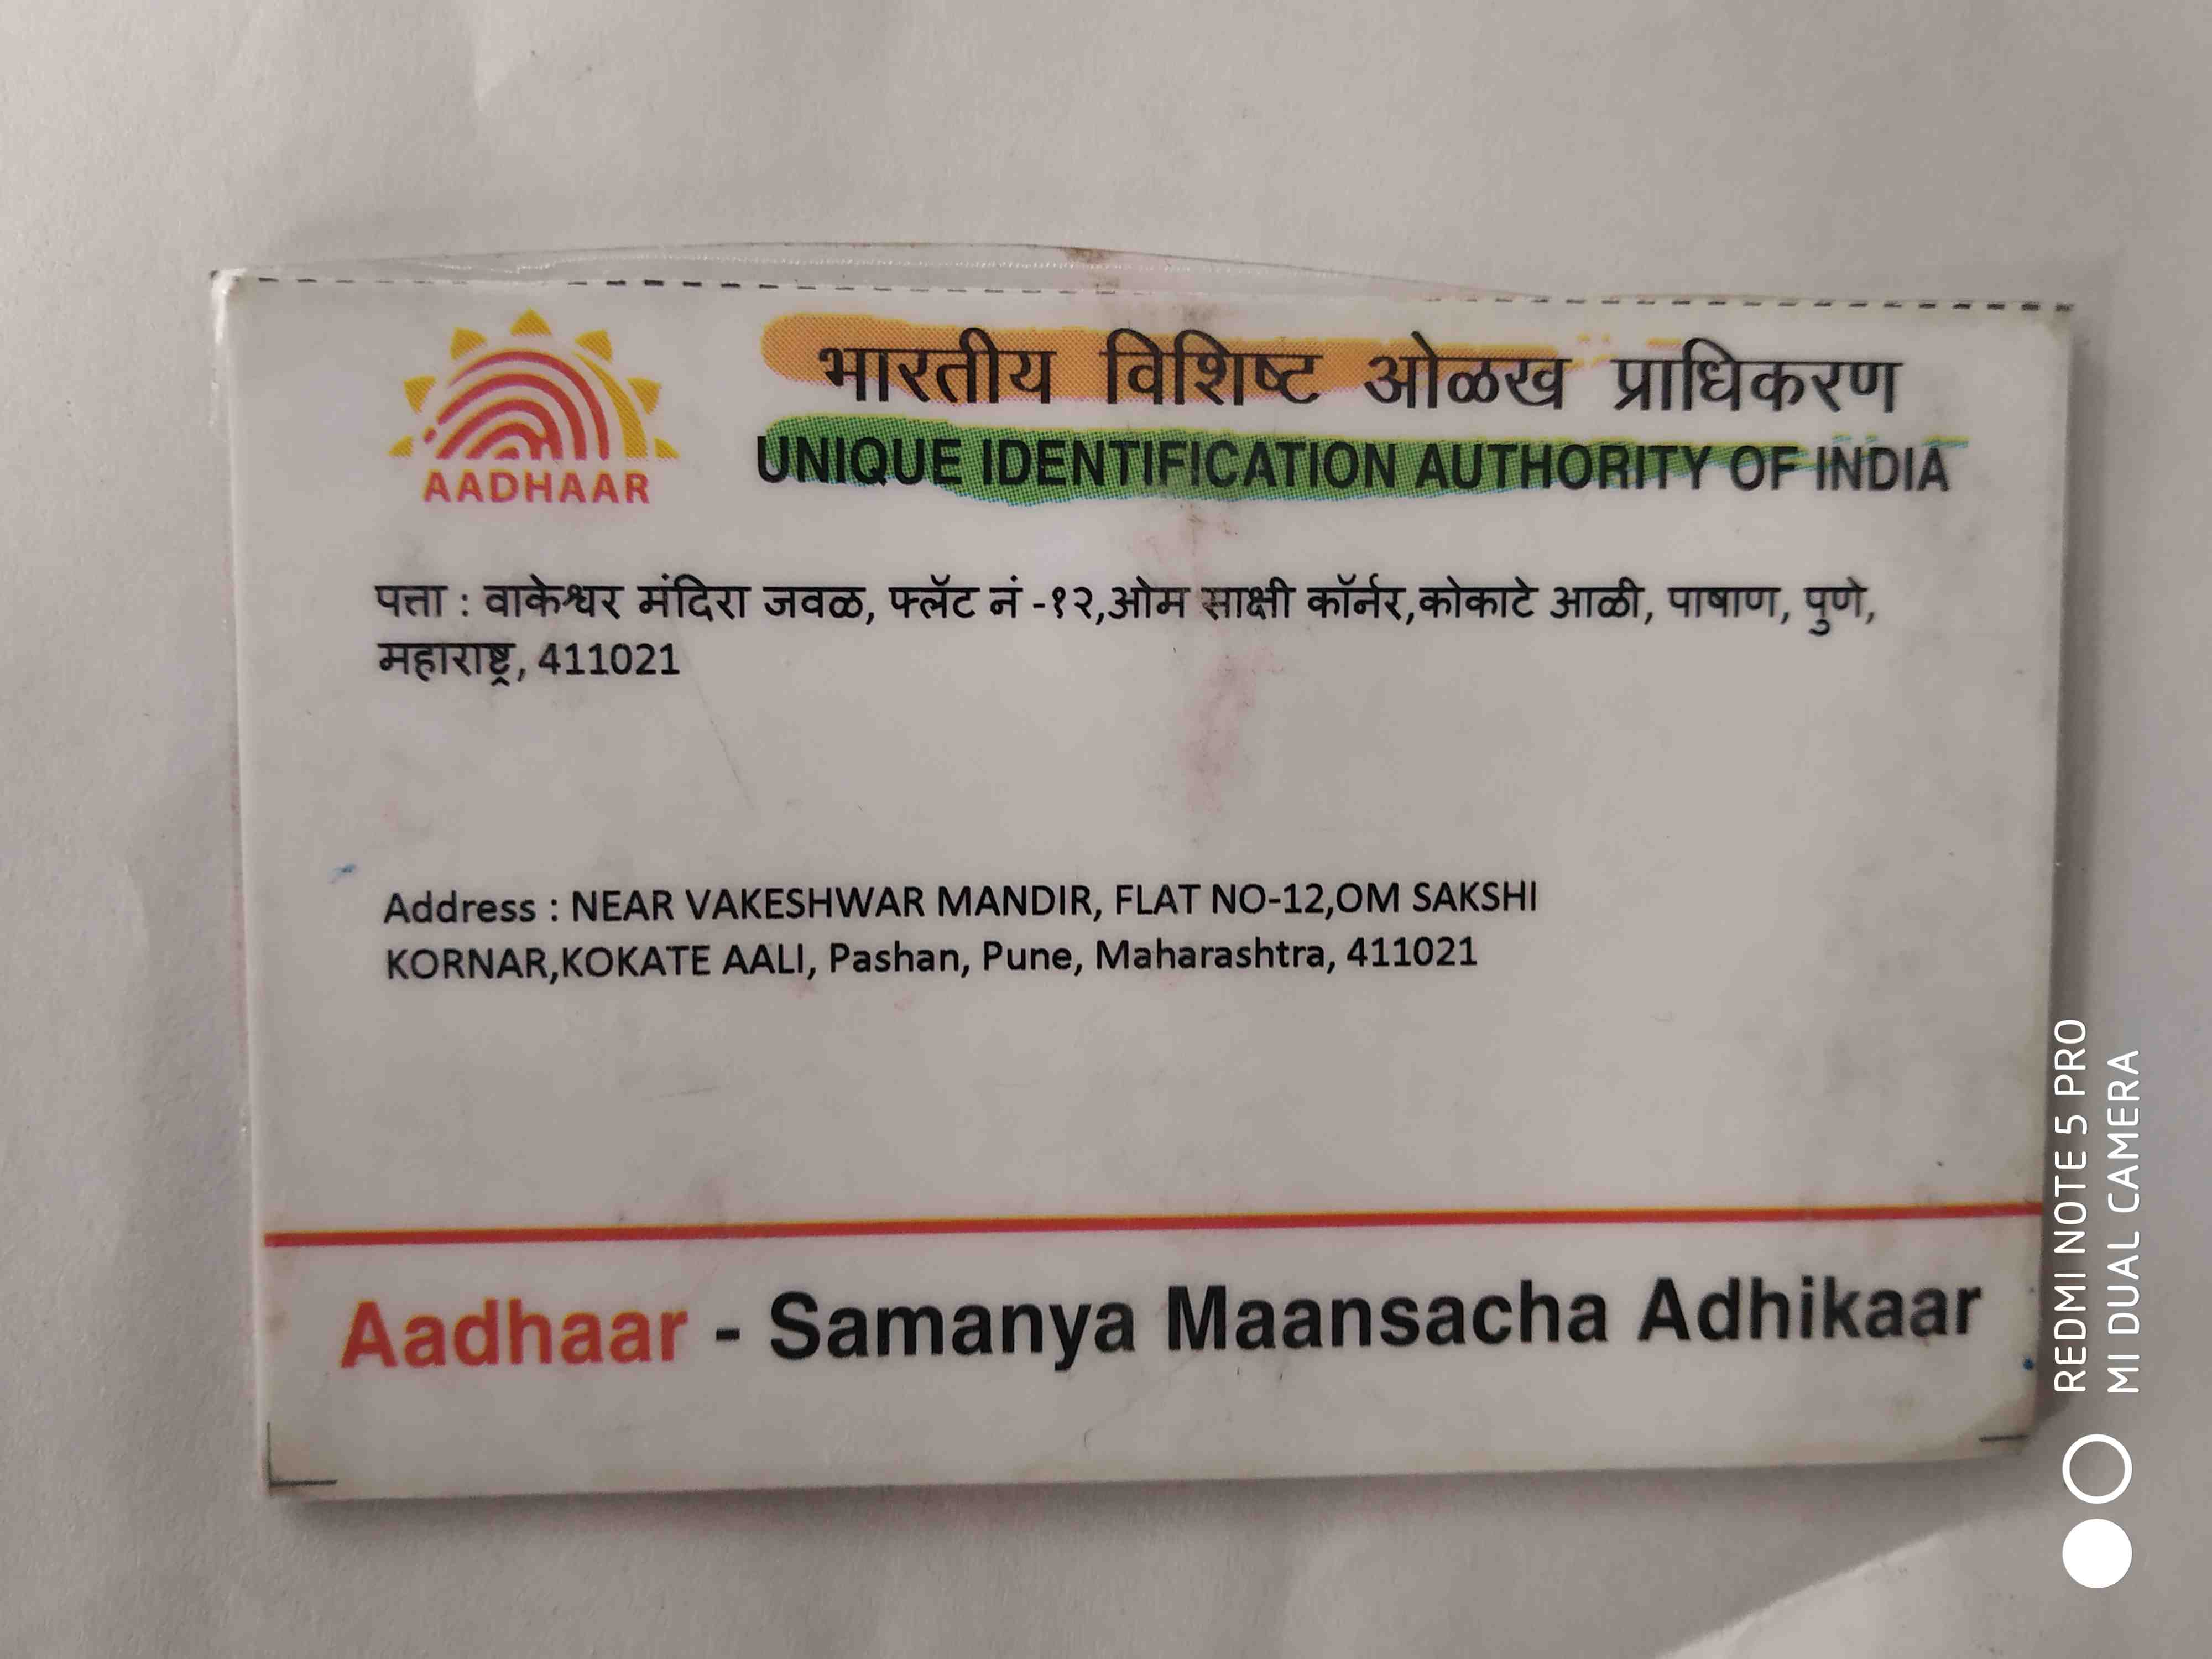 भारतीय विशिष्ट ओळख प्राधिकरण
UNIQUE IDENTIFICATION AUTHORITY OF INDIA
AADHAAR
पत्ता : वाकेश्वर मंदिरा जवळ, फ्लॅट नं -१२,ओम साक्षी कॉर्नर,कोकाटे आळी, पाषाण, पुणे,
महाराष्ट्र, 411021
Address : NEAR VAKESHWAR MANDIR, FLAT NO-12,OM SAKSHI
KORNAR,KOKATE AALI, Pashan, Pune, Maharashtra, 411021
Aadhaar - Samanya Maansacha Adhikaar
REDMI NOTE 5 PRO
MI DUAL CAMERA